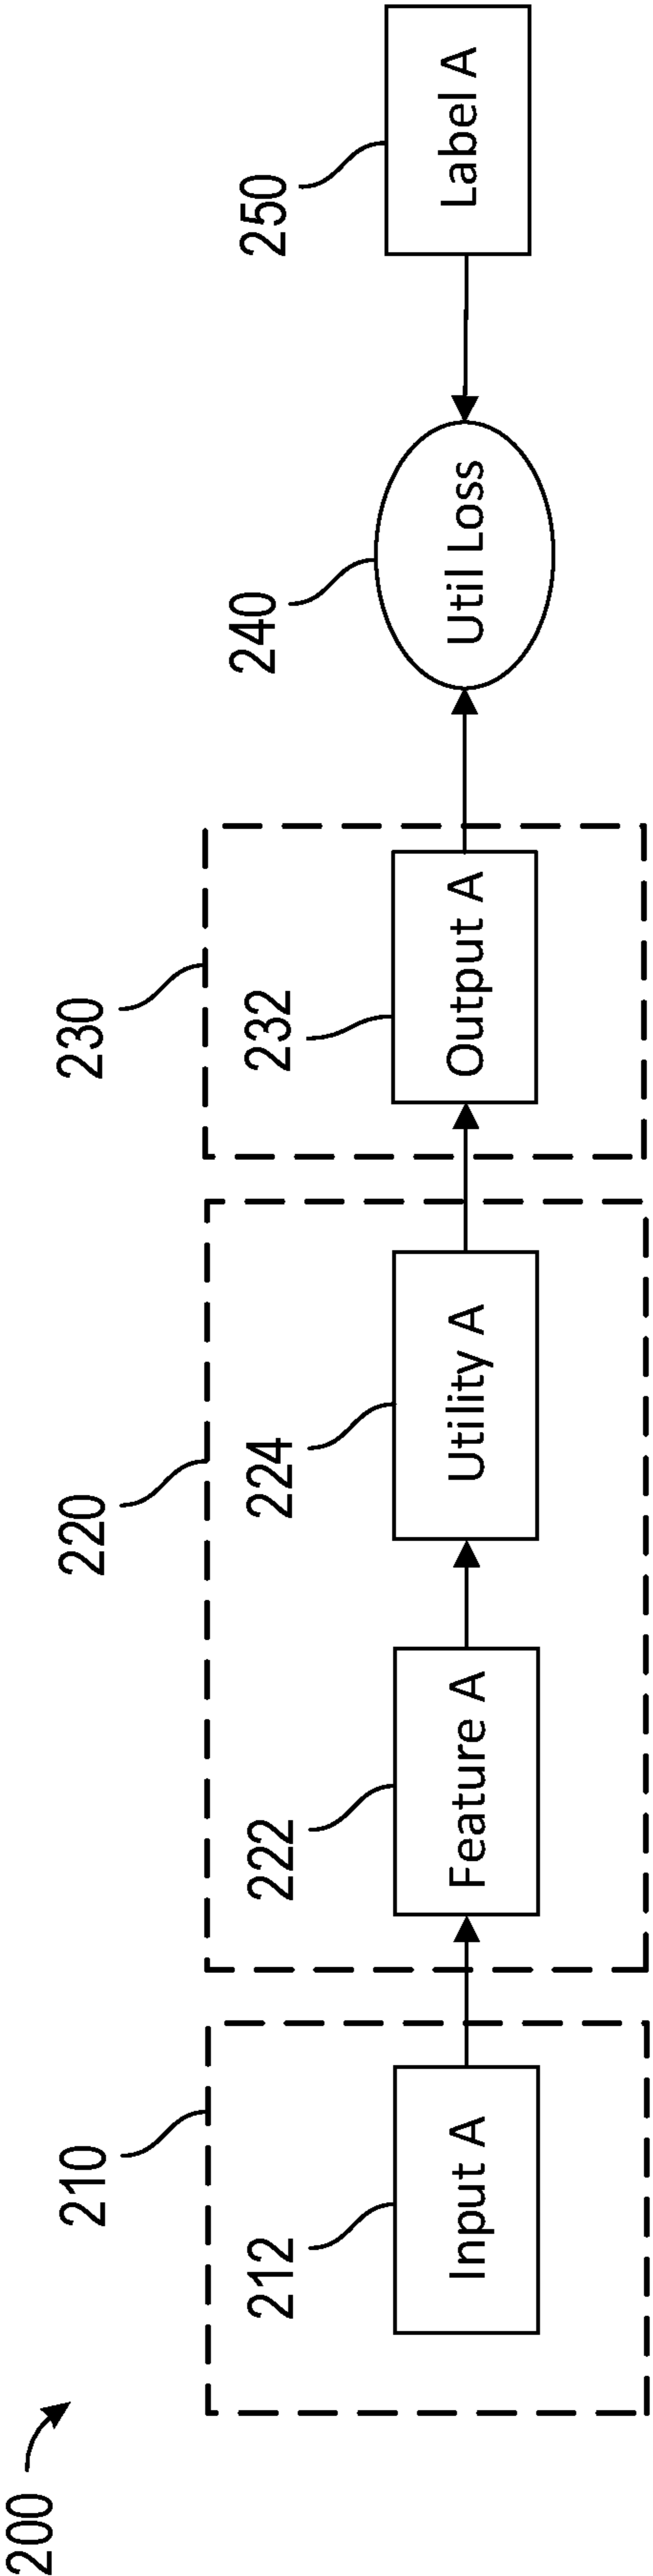 200
210
212
Input A
220
222
Feature A
224
Utility A
230
232
Output A
240
Util Loss
250
Label A